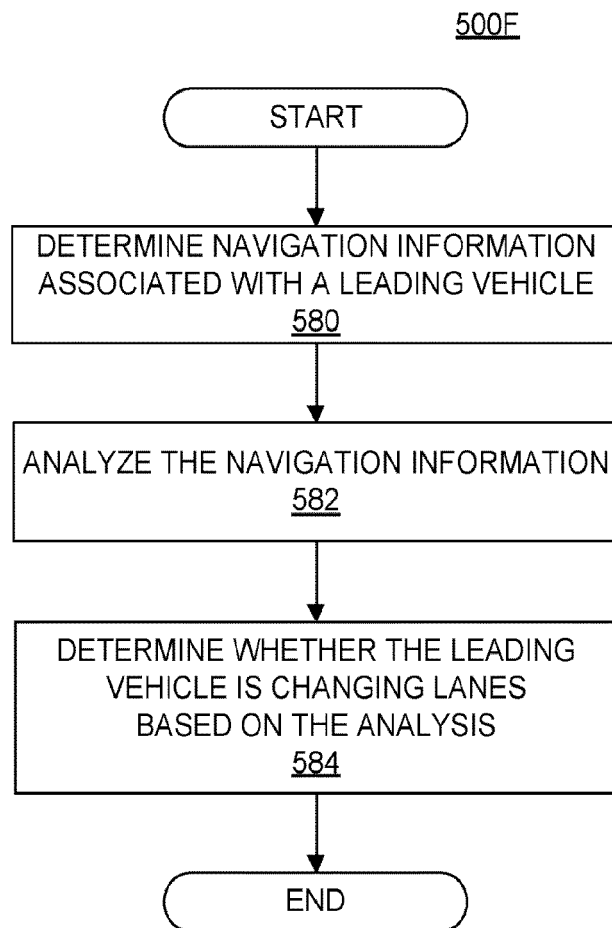 500F
START
DETERMINE NAVIGATION INFORMATION
ASSOCIATED WITH A LEADING VEHICLE
580
ANALYZE THE NAVIGATION INFORMATION
582
DETERMINE WHETHER THE LEADING
VEHICLE IS CHANGING LANES
BASED ON THE ANALYSIS
584
END